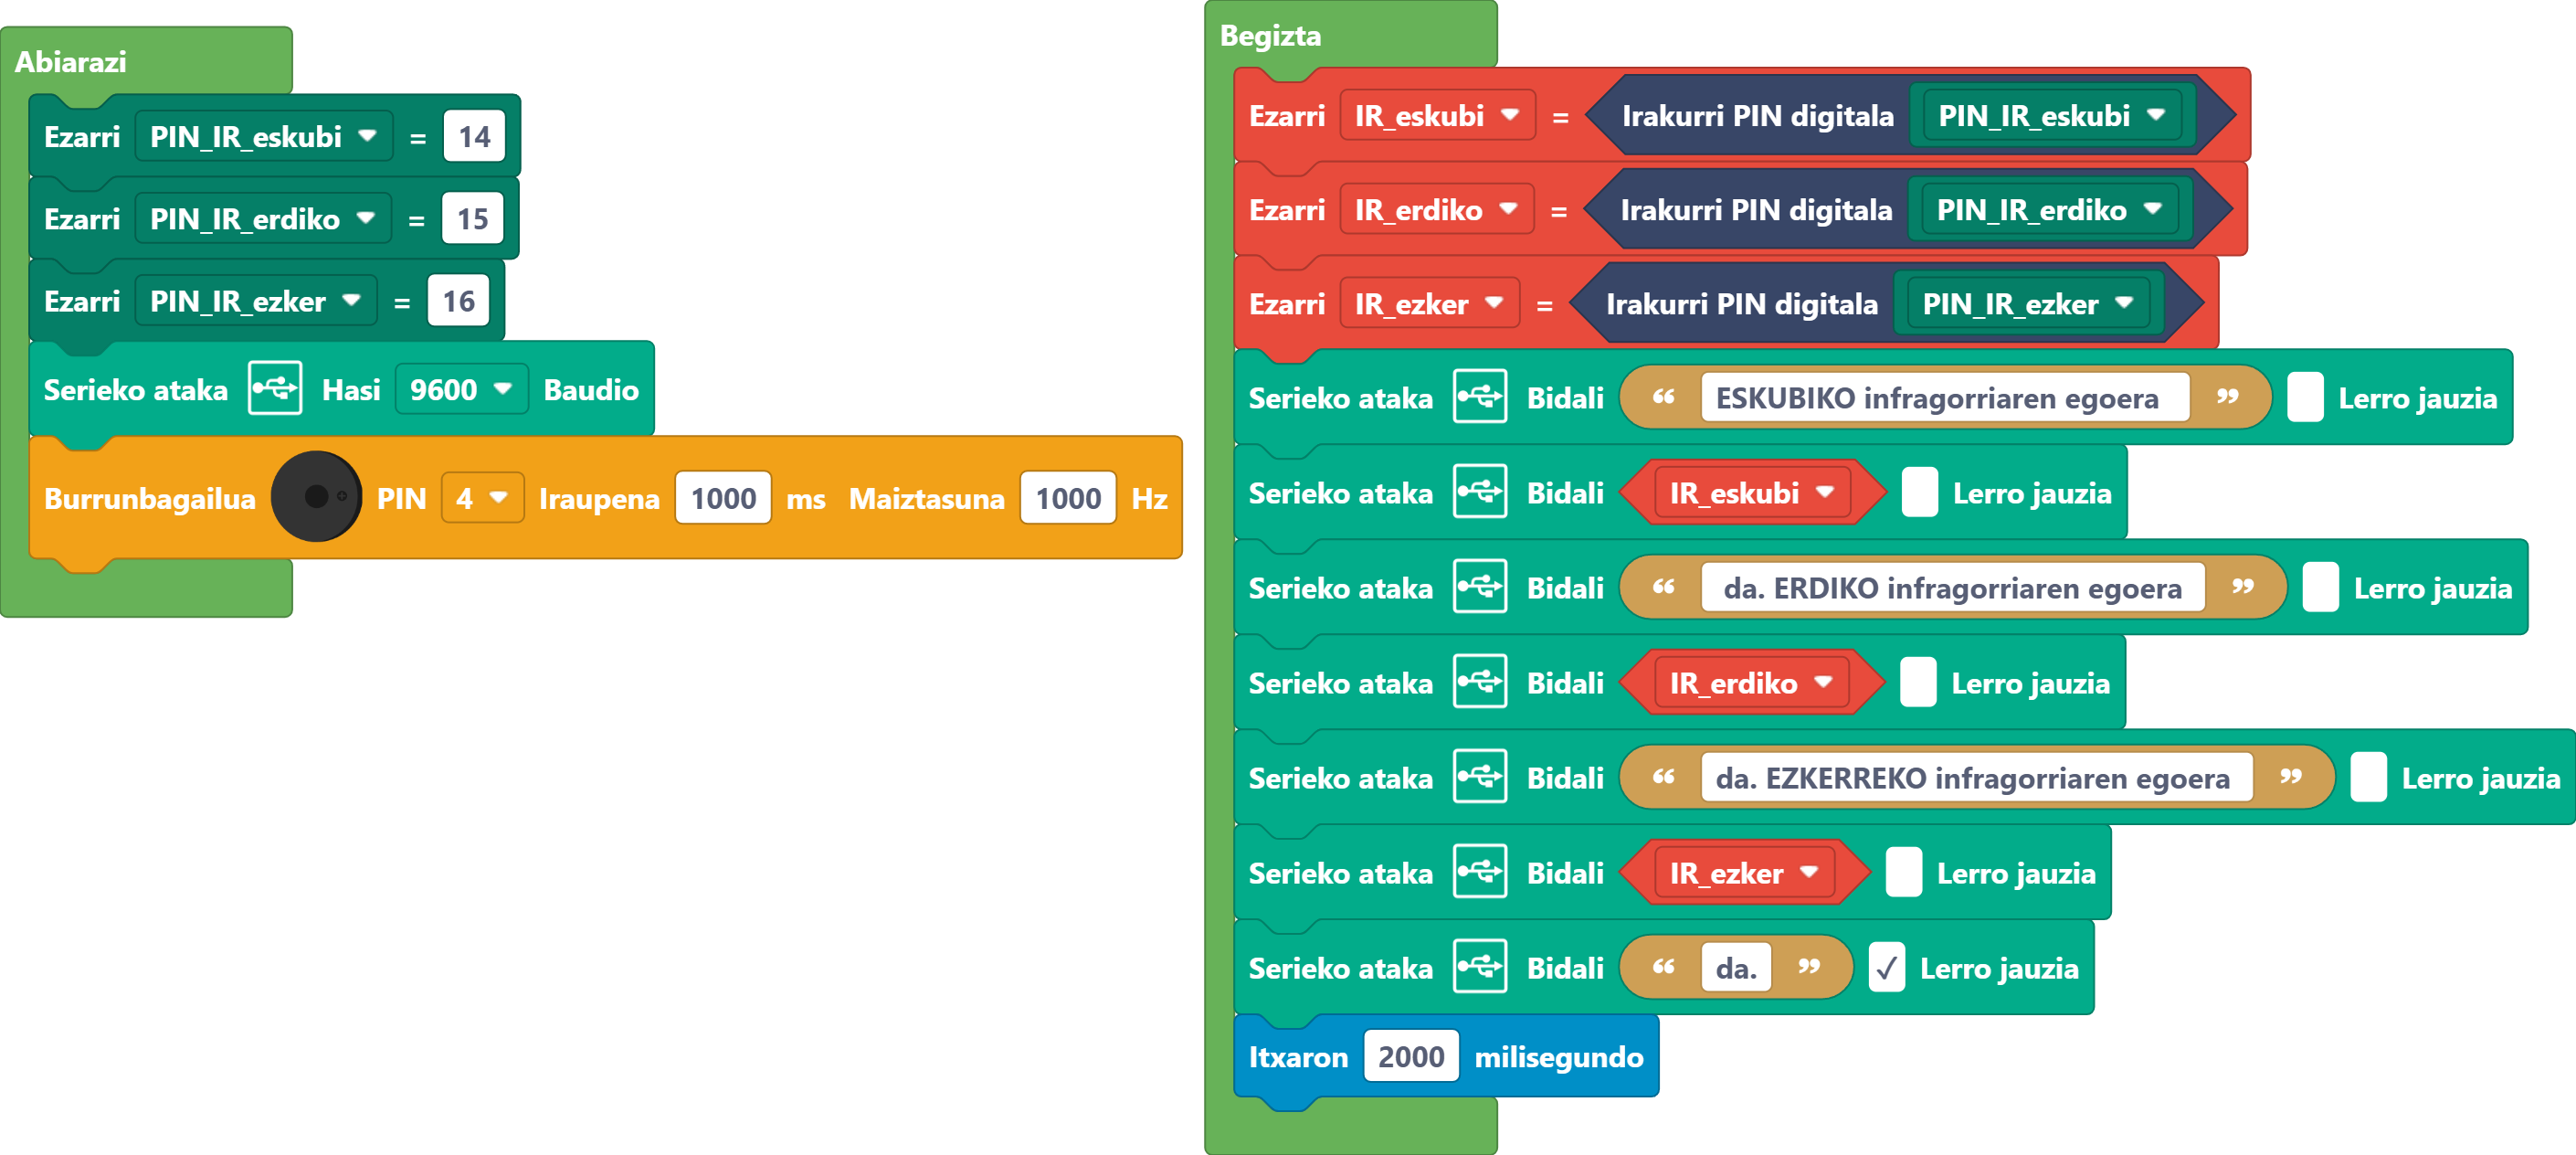 Abiarazi
Ezarri PIN_IR_eskubi = 14
Ezarri PIN_IR_erdiko = 15
Ezarri PIN_IR_ezker = 16
Serieko ataka Hasi 9600 Baudio
Burrunbagailua PIN 4 Iraupena 1000 ms Maiztasuna 1000 Hz
Begizta
Ezarri IR_eskubi = Irakurri PIN digitala PIN_IR_eskubi
Ezarri IR_erdiko = Irakurri PIN digitala PIN_IR_erdiko
Ezarri IR_ezker = Irakurri PIN digitala PIN_IR_ezker
Serieko ataka Bidali “ ESKUBIKO infragorriaren egoera ” Lerro jauzia
Serieko ataka Bidali IR_eskubi Lerro jauzia
Serieko ataka Bidali “ da. ERDIKO infragorriaren egoera ” Lerro jauzia
Serieko ataka Bidali IR_erdiko Lerro jauzia
Serieko ataka Bidali “ da. EZKERREKO infragorriaren egoera ” Lerro jauzia
Serieko ataka Bidali IR_ezker Lerro jauzia
Serieko ataka Bidali “ da. ” ✓ Lerro jauzia
Itxaron 2000 milisegundo